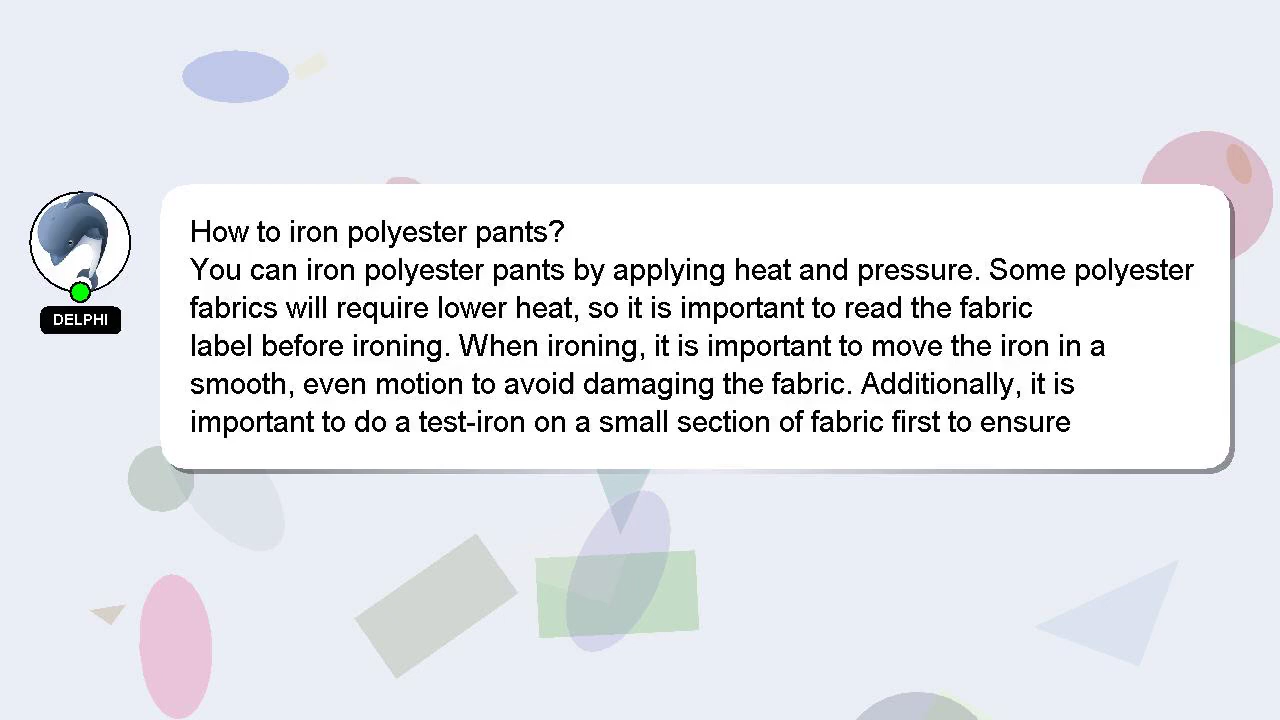 How to iron polyester pants?
You can iron polyester pants by applying heat and pressure. Some polyester
fabrics will require lower heat, so it is important to read the fabric
label before ironing. When ironing, it is important to move the iron in a
smooth, even motion to avoid damaging the fabric. Additionally, it is
important to do a test-iron on a small section of fabric first to ensure
DELPHI